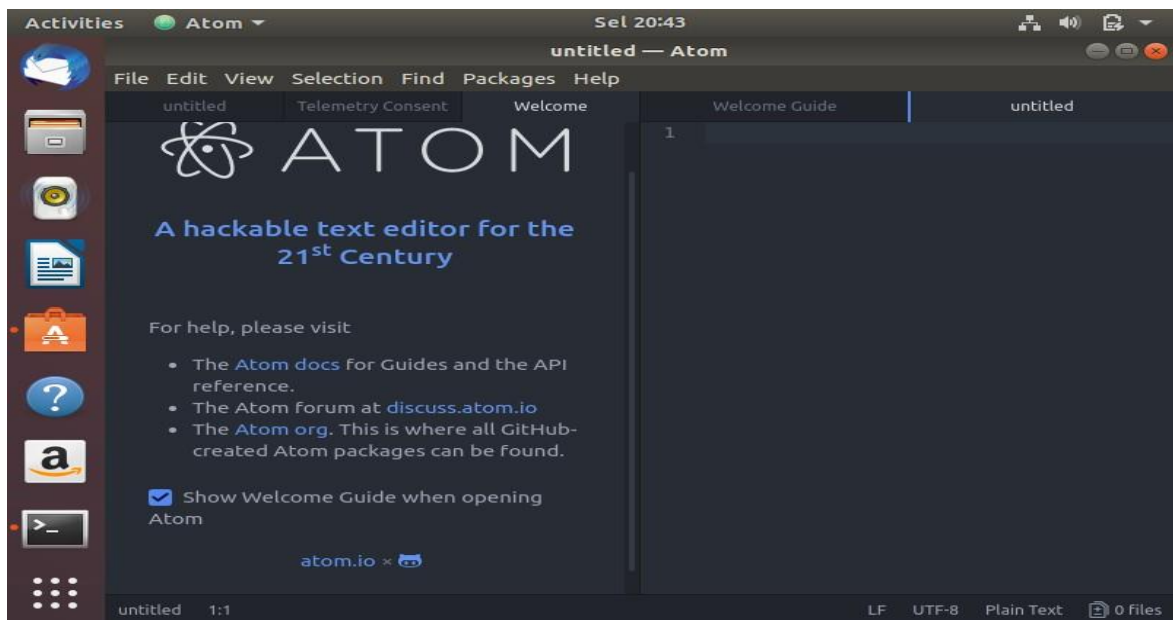 Activities Atom Sel 20:43
untitled — Atom
File Edit View Selection Find Packages Help
untitled Telemetry Consent Welcome Welcome Guide untitled
ATOM
1
A hackable text editor for the
21st Century
For help, please visit
• The Atom docs for Guides and the API
reference.
• The Atom forum at discuss.atom.io
• The Atom org. This is where all GitHub-
created Atom packages can be found.
Show Welcome Guide when opening
Atom
atom.io ×
untitled 1:1 LF UTF-8 Plain Text 0 files